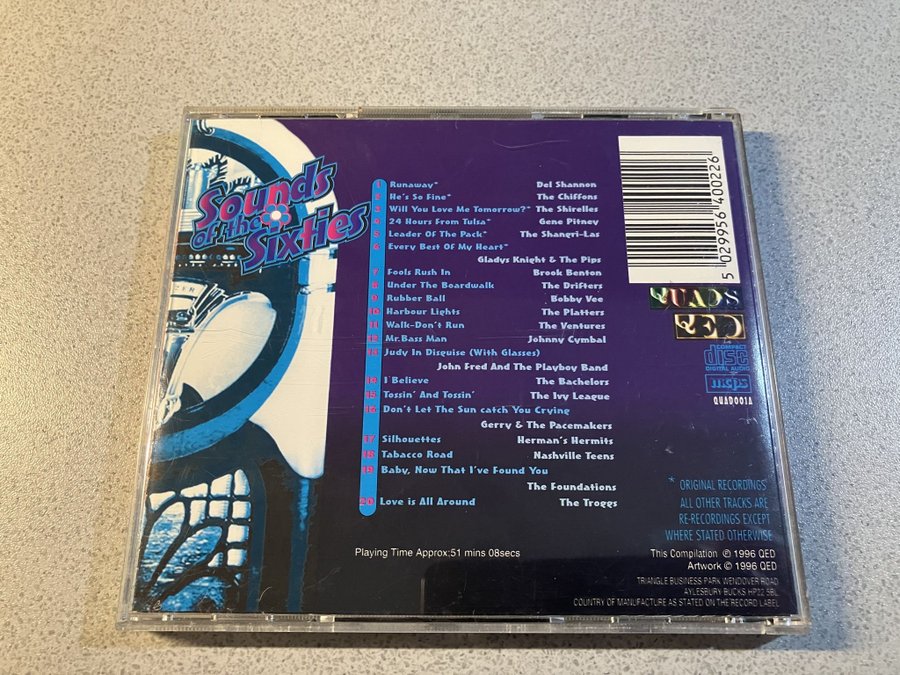 Sounds
of the
Sixties
1 Runaway* Del Shannon
2 He's So Fine* The Chiffons
3 Will You Love Me Tomorrow?* The Shirelles
4 24 Hours From Tulsa* Gene Pitney
5 Leader Of The Pack* The Shangri-Las
6 Every Best Of My Heart*
Gladys Knight & The Pips
7 Fools Rush In Brook Benton
8 Under The Boardwalk The Drifters
9 Rubber Ball Bobby Vee
10 Harbour Lights The Platters
11 Walk-Don't Run The Ventures
12 Mr.Bass Man Johnny Cymbal
13 Judy In Disguise (With Glasses)
John Fred And The Playboy Band
14 I Believe The Bachelors
15 Tossin' And Tossin' The Ivy League
16 Don't Let The Sun catch You Crying
Gerry & The Pacemakers
17 Silhouettes Herman's Hermits
18 Tabacco Road Nashville Teens
19 Baby, Now That I've Found You
The Foundations
20 Love is All Around The Troggs
Playing Time Approx:51 mins 08secs
5 029956 400226
QUADS
QED
COMPACT
disc
DIGITAL AUDIO
mcps
QUAD001A
* ORIGINAL RECORDINGS
ALL OTHER TRACKS ARE
RE-RECORDINGS EXCEPT
WHERE STATED OTHERWISE
This Compilation ℗ 1996 QED
Artwork © 1996 QED
TRIANGLE BUSINESS PARK WENDOVER ROAD
AYLESBURY BUCKS HP22 5BL
COUNTRY OF MANUFACTURE AS STATED ON THE RECORD LABEL